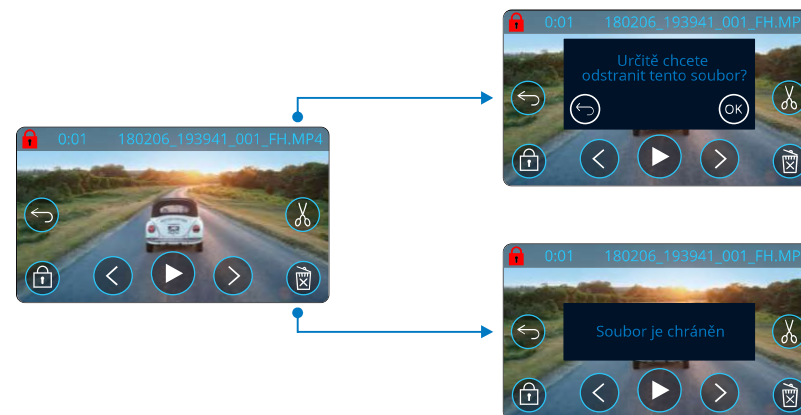 0:01 180206_193941_001_FH.MP4
0:01 180206_193941_001_FH.MP
Určitě chcete
odstranit tento soubor?
OK
0:01 180206_193941_001_FH.MP
Soubor je chráněn